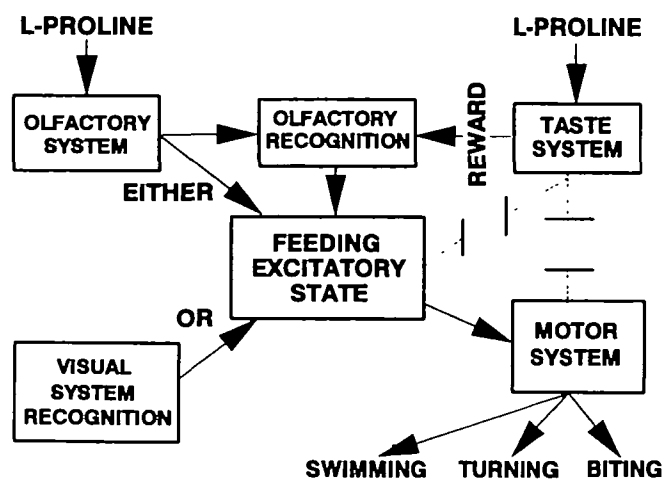 L-PROLINE
L-PROLINE
OLFACTORY
SYSTEM
OLFACTORY
RECOGNITION
REWARD
TASTE
SYSTEM
EITHER
FEEDING
EXCITATORY
STATE
OR
VISUAL
SYSTEM
RECOGNITION
MOTOR
SYSTEM
SWIMMING
TURNING
BITING